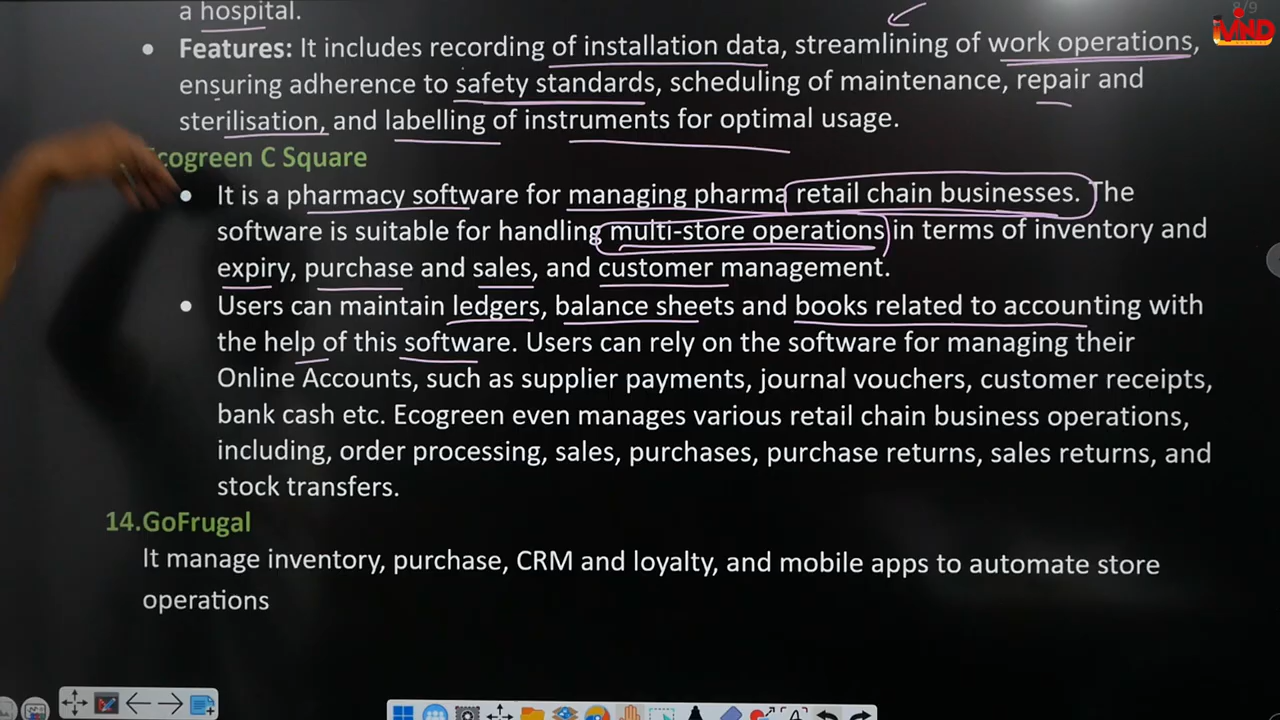 a hospital.
8/9
MND
• Features: It includes recording of installation data, streamlining of work operations,
ensuring adherence to safety standards, scheduling of maintenance, repair and
sterilisation, and labelling of instruments for optimal usage.
Ecogreen C Square
• It is a pharmacy software for managing pharma retail chain businesses. The
software is suitable for handling multi-store operations in terms of inventory and
expiry, purchase and sales, and customer management.
• Users can maintain ledgers, balance sheets and books related to accounting with
the help of this software. Users can rely on the software for managing their
Online Accounts, such as supplier payments, journal vouchers, customer receipts,
bank cash etc. Ecogreen even manages various retail chain business operations,
including, order processing, sales, purchases, purchase returns, sales returns, and
stock transfers.
14.GoFrugal
It manage inventory, purchase, CRM and loyalty, and mobile apps to automate store
operations